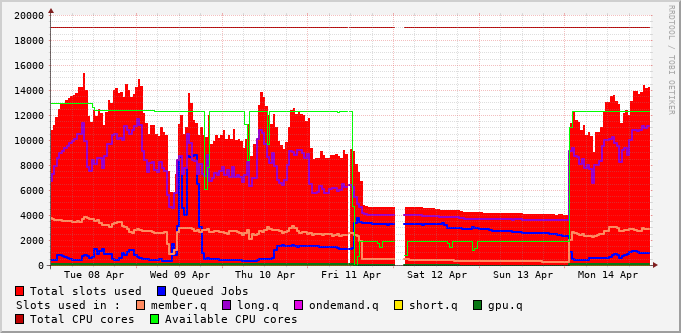 20000
18000
16000
14000
12000
10000
8000
6000
4000
2000
0
Tue 08 Apr Wed 09 Apr Thu 10 Apr Fri 11 Apr Sat 12 Apr Sun 13 Apr Mon 14 Apr
Total slots used Queued Jobs
Slots used in : member.q long.q ondemand.q short.q gpu.q
Total CPU cores Available CPU cores
RRDTOOL / TOBI OETIKER